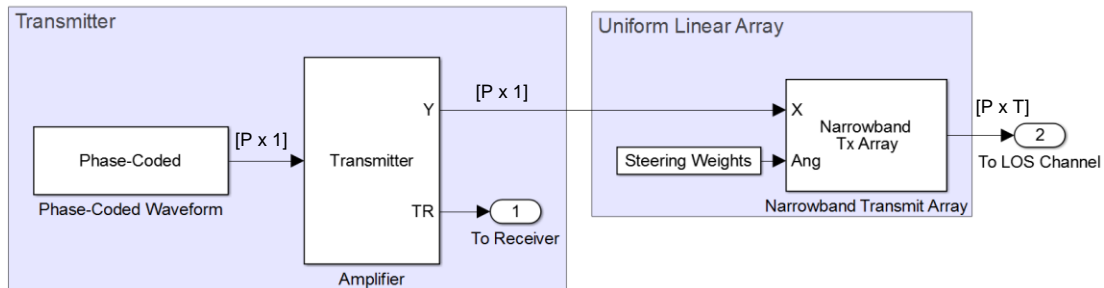 Transmitter
Uniform Linear Array
[P x 1]
[P x T]
Y
X
[P x 1]
Narrowband
Tx Array
2
Phase-Coded
Transmitter
Steering Weights
Ang
To LOS Channel
Phase-Coded Waveform
TR
1
Narrowband Transmit Array
To Receiver
Amplifier